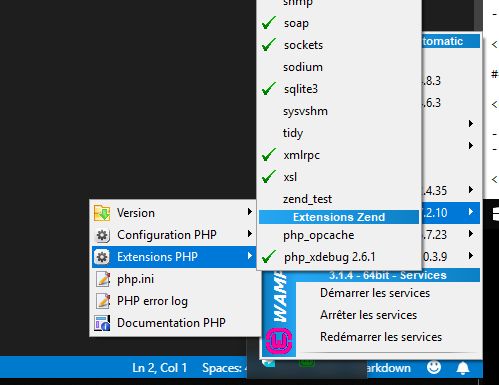 snmp
soap
sockets
sodium
sqlite3
sysvshm
tidy
xmlrpc
xsl
zend_test
Extensions Zend
php_opcache
php_xdebug 2.6.1
Version
Configuration PHP
Extensions PHP
php.ini
PHP error log
Documentation PHP
utomatic
.8.3
.6.3
.4.35
.2.10
.7.23
0.3.9
3.1.4 - 64bit - Services
Démarrer les services
Arrêter les services
Redémarrer les services
WAMP
Ln 2, Col 1
Spaces: 4
arkdown
-
<
#
<
-
-
<